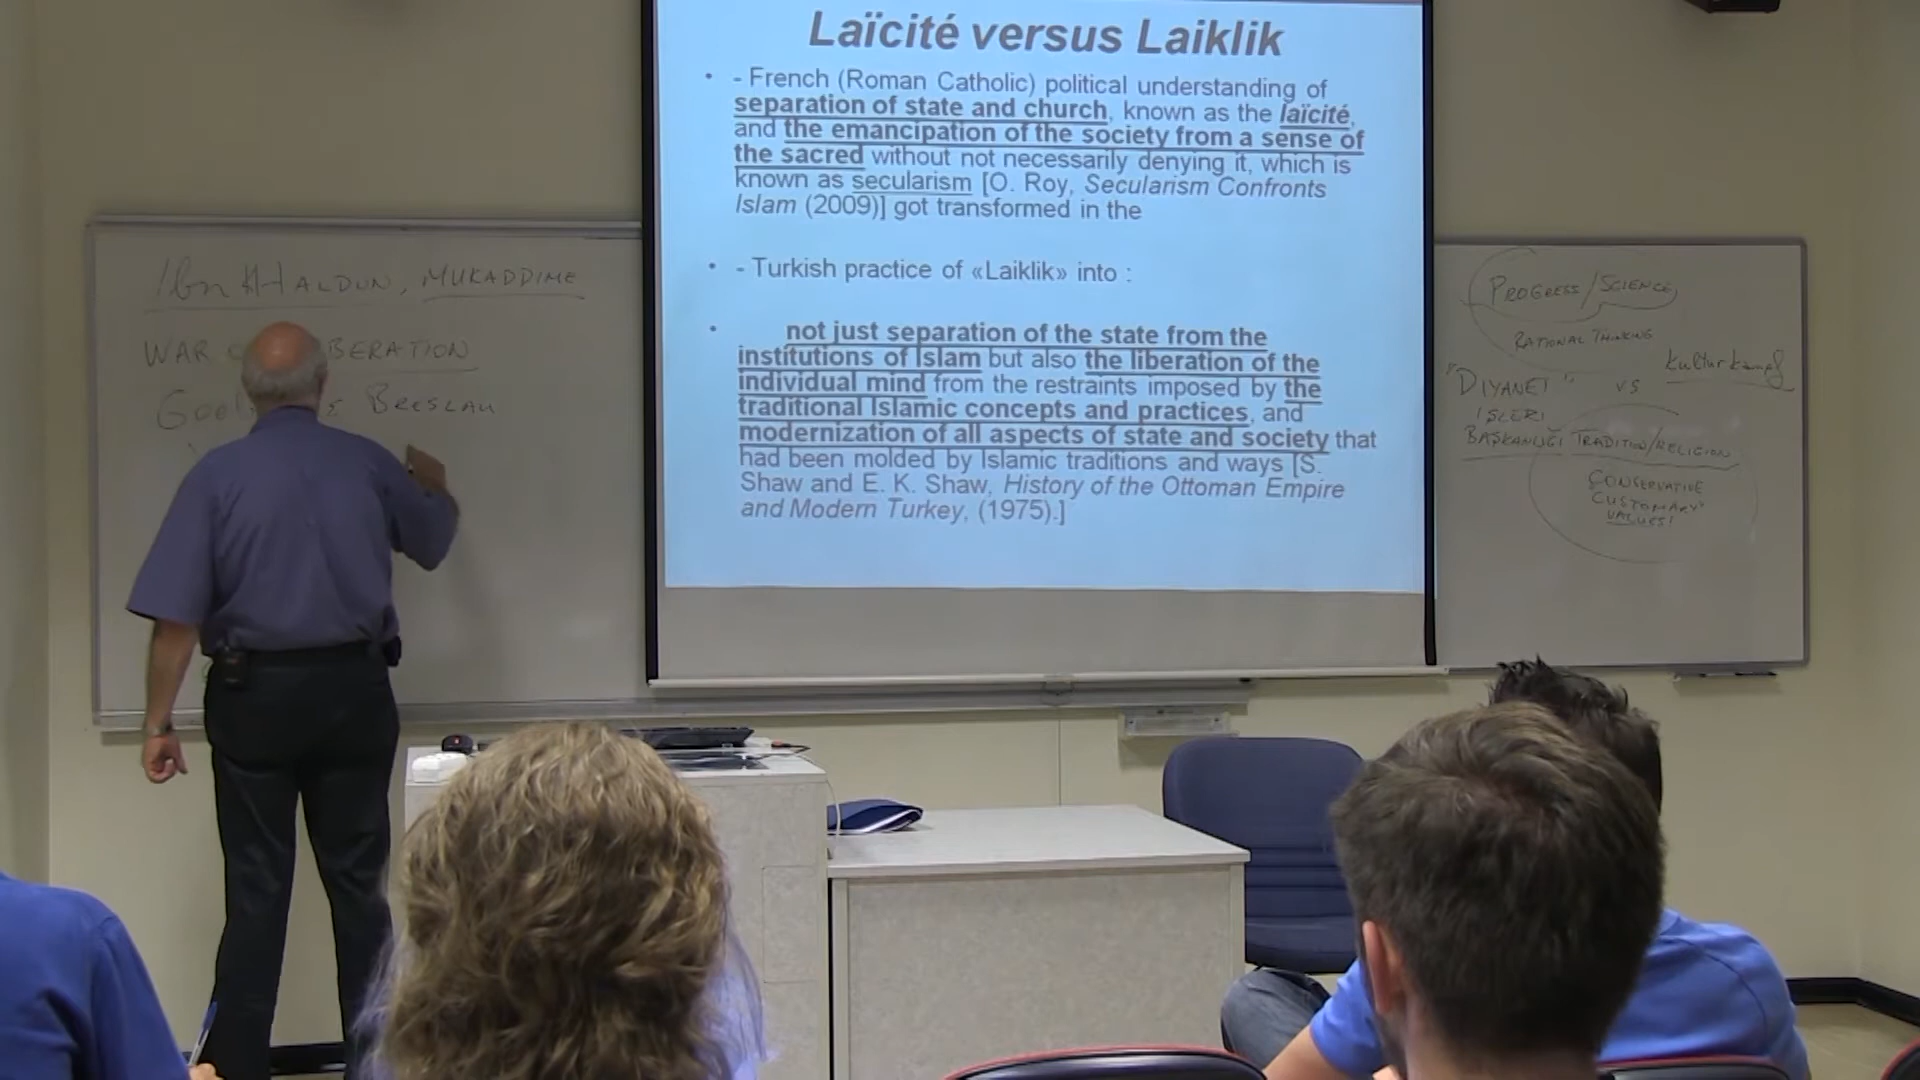 Laïcité versus Laiklik
• - French (Roman Catholic) political understanding of
separation of state and church, known as the laïcité,
and the emancipation of the society from a sense of
the sacred without not necessarily denying it, which is
known as secularism [O. Roy, Secularism Confronts
Islam (2009)] got transformed in the
• - Turkish practice of «Laiklik» into :
• not just separation of the state from the
institutions of Islam but also the liberation of the
individual mind from the restraints imposed by the
traditional Islamic concepts and practices, and
modernization of all aspects of state and society that
had been molded by Islamic traditions and ways [S.
Shaw and E. K. Shaw, History of the Ottoman Empire
and Modern Turkey, (1975).]
Ibn HALDUN, MUKADDIME
WAR BERATION
BRESLAU
PROGRESS/SCIENCE
RATIONAL THINKING
"DIYANET" VS Kulturkampf
ISLERI
BAŞKANLIĞI TRADITION/RELIGION
CONSERVATIVE
CUSTOMARY
VALUES!